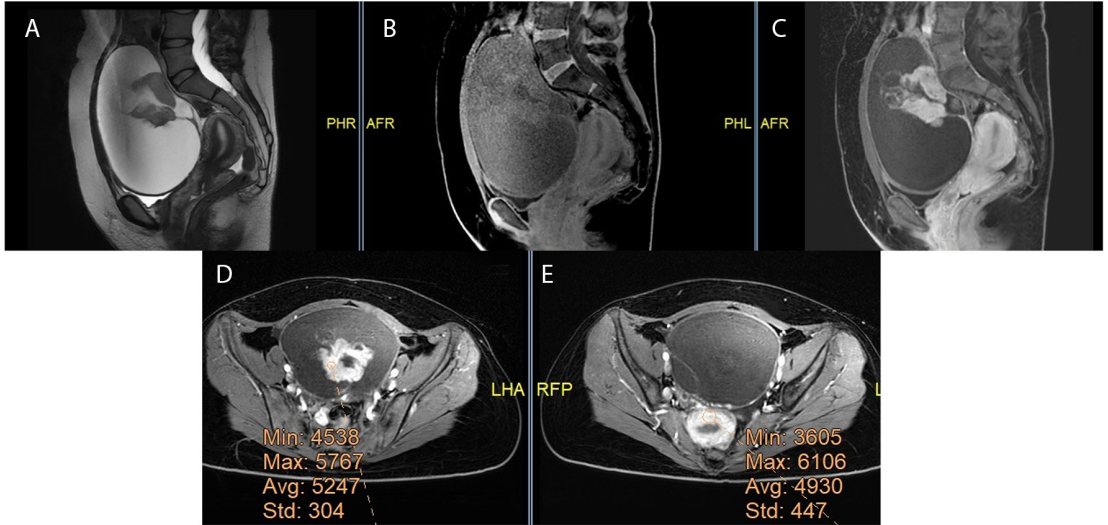 A
B
C
PHR
AFR
PHL
AFR
D
E
LHA
RFP
L
Min: 4538
Max: 5767
Avg: 5247
Std: 304
Min: 3605
Max: 6106
Avg: 4930
Std: 447